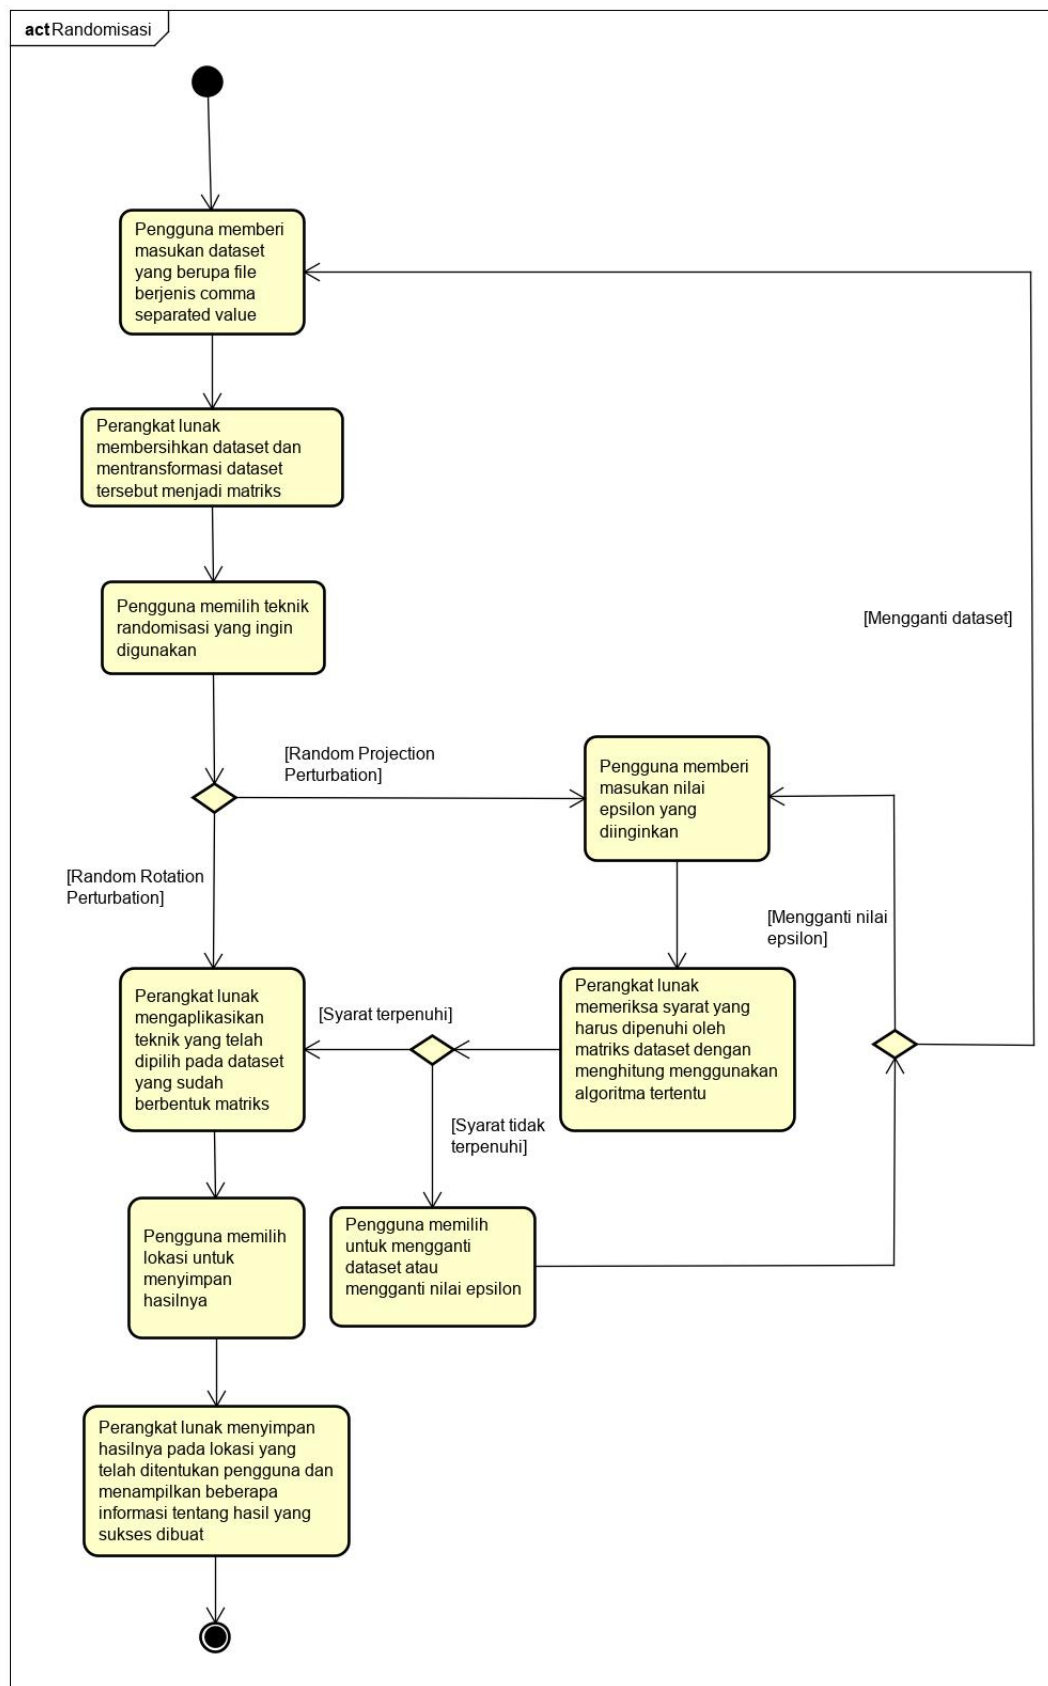 act Randomisasi
Pengguna memberi
masukan dataset
yang berupa file
berjenis comma
separated value
Perangkat lunak
membersihkan dataset dan
mentransformasi dataset
tersebut menjadi matriks
Pengguna memilih teknik
randomisasi yang ingin
digunakan
[Mengganti dataset]
[Random Projection
Perturbation]
Pengguna memberi
masukan nilai
epsilon yang
diinginkan
[Random Rotation
Perturbation]
[Mengganti nilai
epsilon]
Perangkat lunak
mengaplikasikan
teknik yang telah
dipilih pada dataset
yang sudah
berbentuk matriks
[Syarat terpenuhi]
Perangkat lunak
memeriksa syarat yang
harus dipenuhi oleh
matriks dataset dengan
menghitung menggunakan
algoritma tertentu
[Syarat tidak
terpenuhi]
Pengguna memilih
lokasi untuk
menyimpan
hasilnya
Pengguna memilih
untuk mengganti
dataset atau
mengganti nilai epsilon
Perangkat lunak menyimpan
hasilnya pada lokasi yang
telah ditentukan pengguna dan
menampilkan beberapa
informasi tentang hasil yang
sukses dibuat